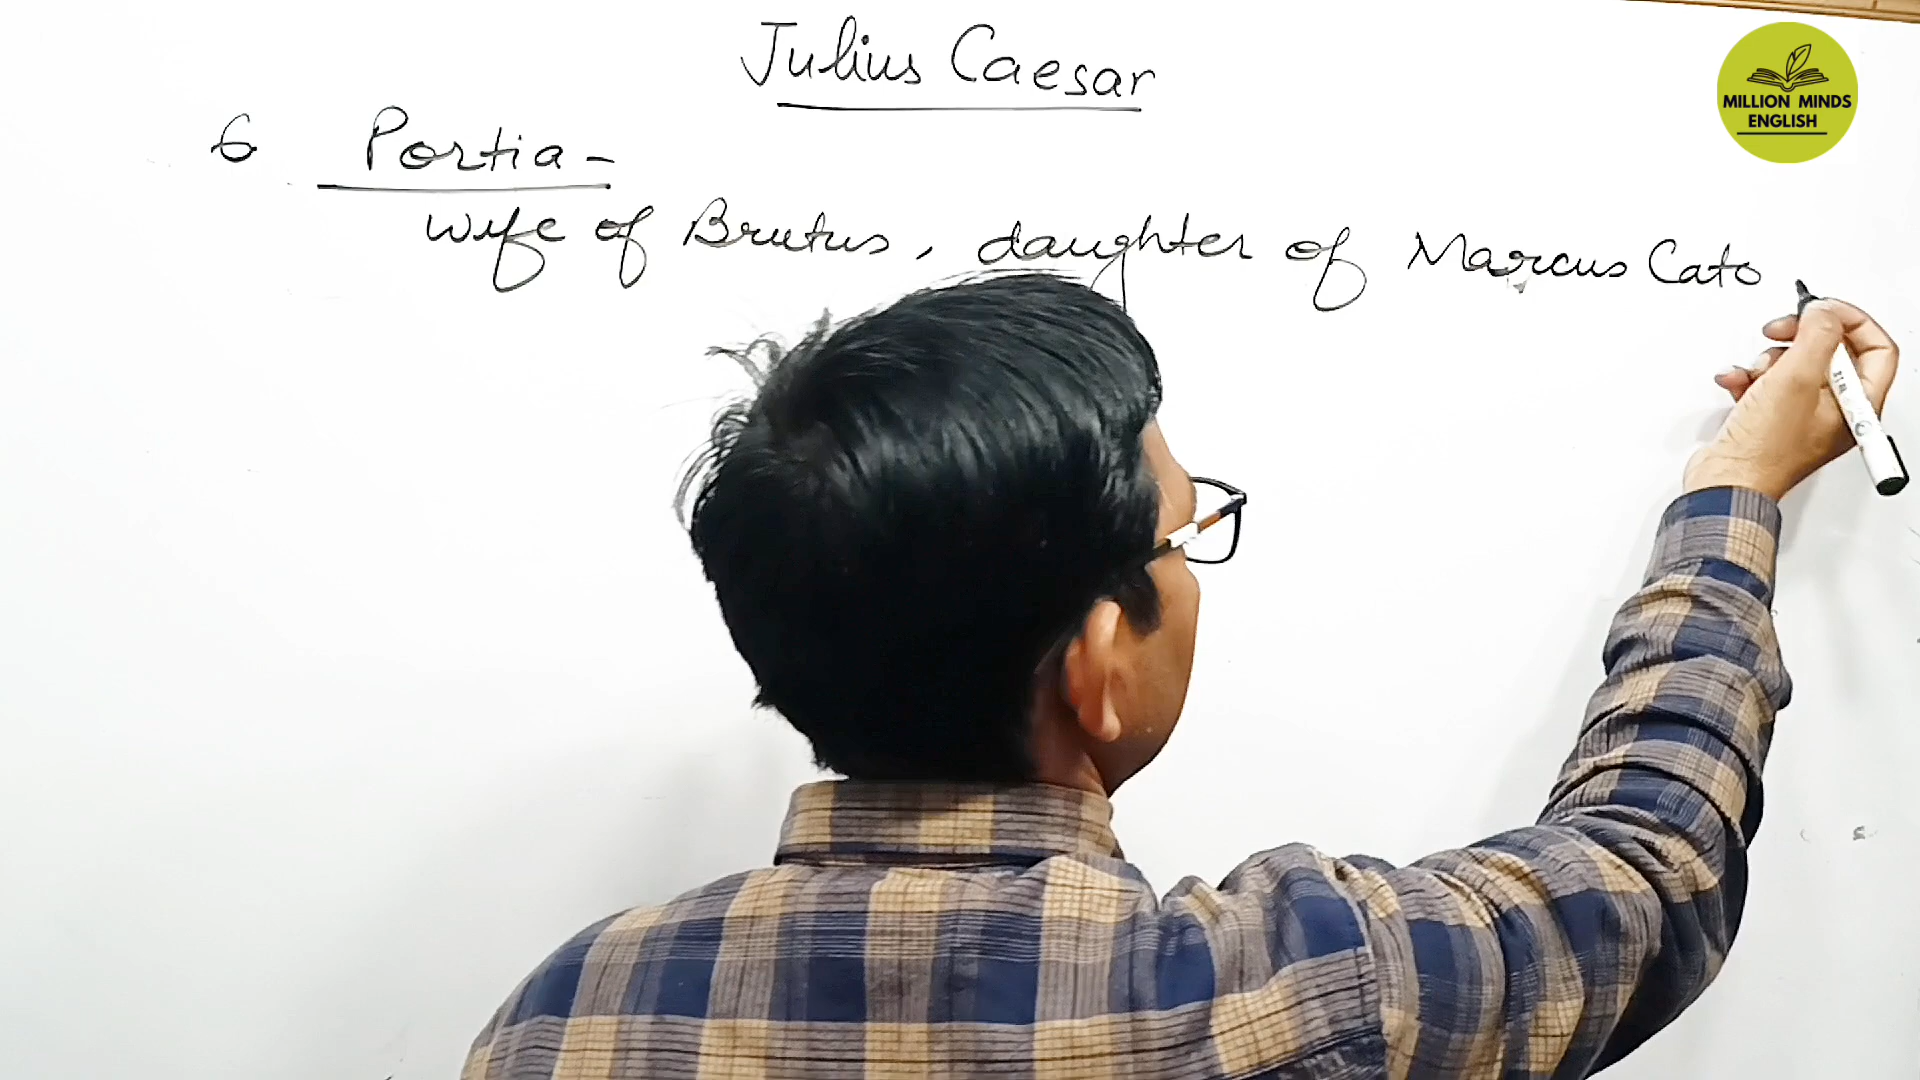 Julius Caesar
MILLION MINDS
ENGLISH
6 Portia -
wife of Brutus, daughter of Marcus Cato